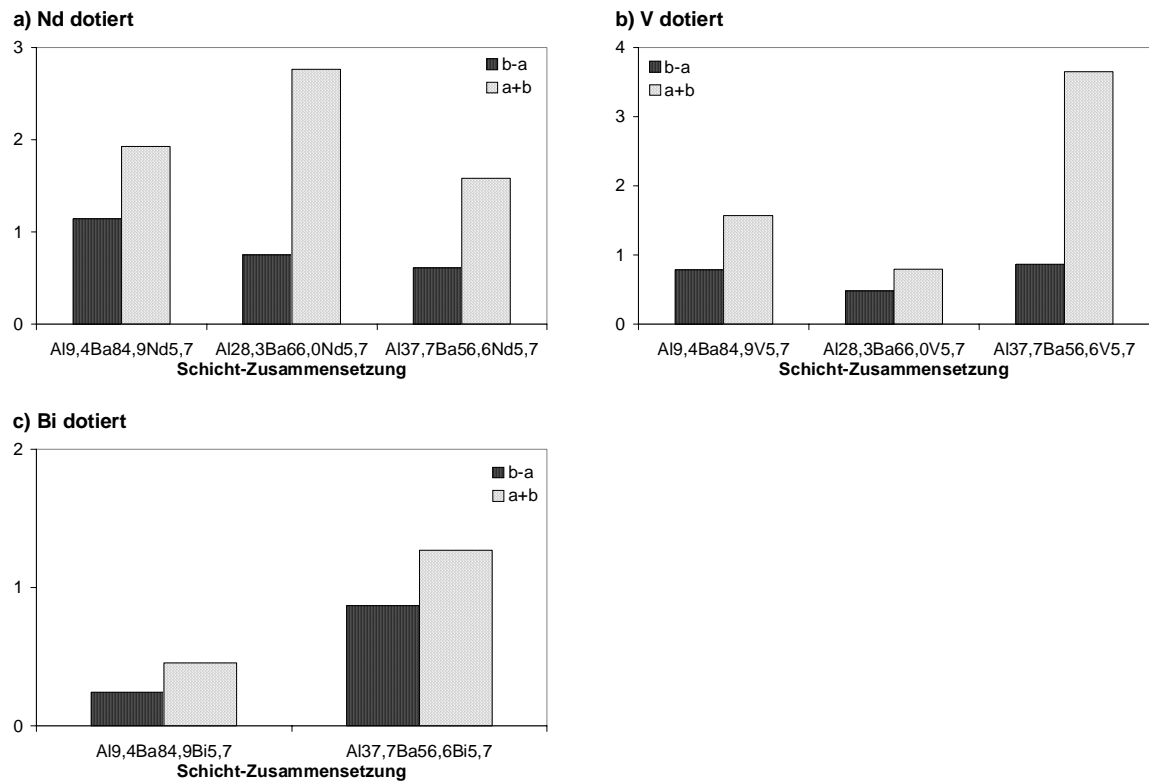 a) Nd dotiert
3
2
1
0
b-a
a+b
Al9,4Ba84,9Nd5,7
Al28,3Ba66,0Nd5,7
Al37,7Ba56,6Nd5,7
Schicht-Zusammensetzung
b) V dotiert
4
3
2
1
0
b-a
a+b
Al9,4Ba84,9V5,7
Al28,3Ba66,0V5,7
Al37,7Ba56,6V5,7
Schicht-Zusammensetzung
c) Bi dotiert
2
1
0
b-a
a+b
Al9,4Ba84,9Bi5,7
Al37,7Ba56,6Bi5,7
Schicht-Zusammensetzung